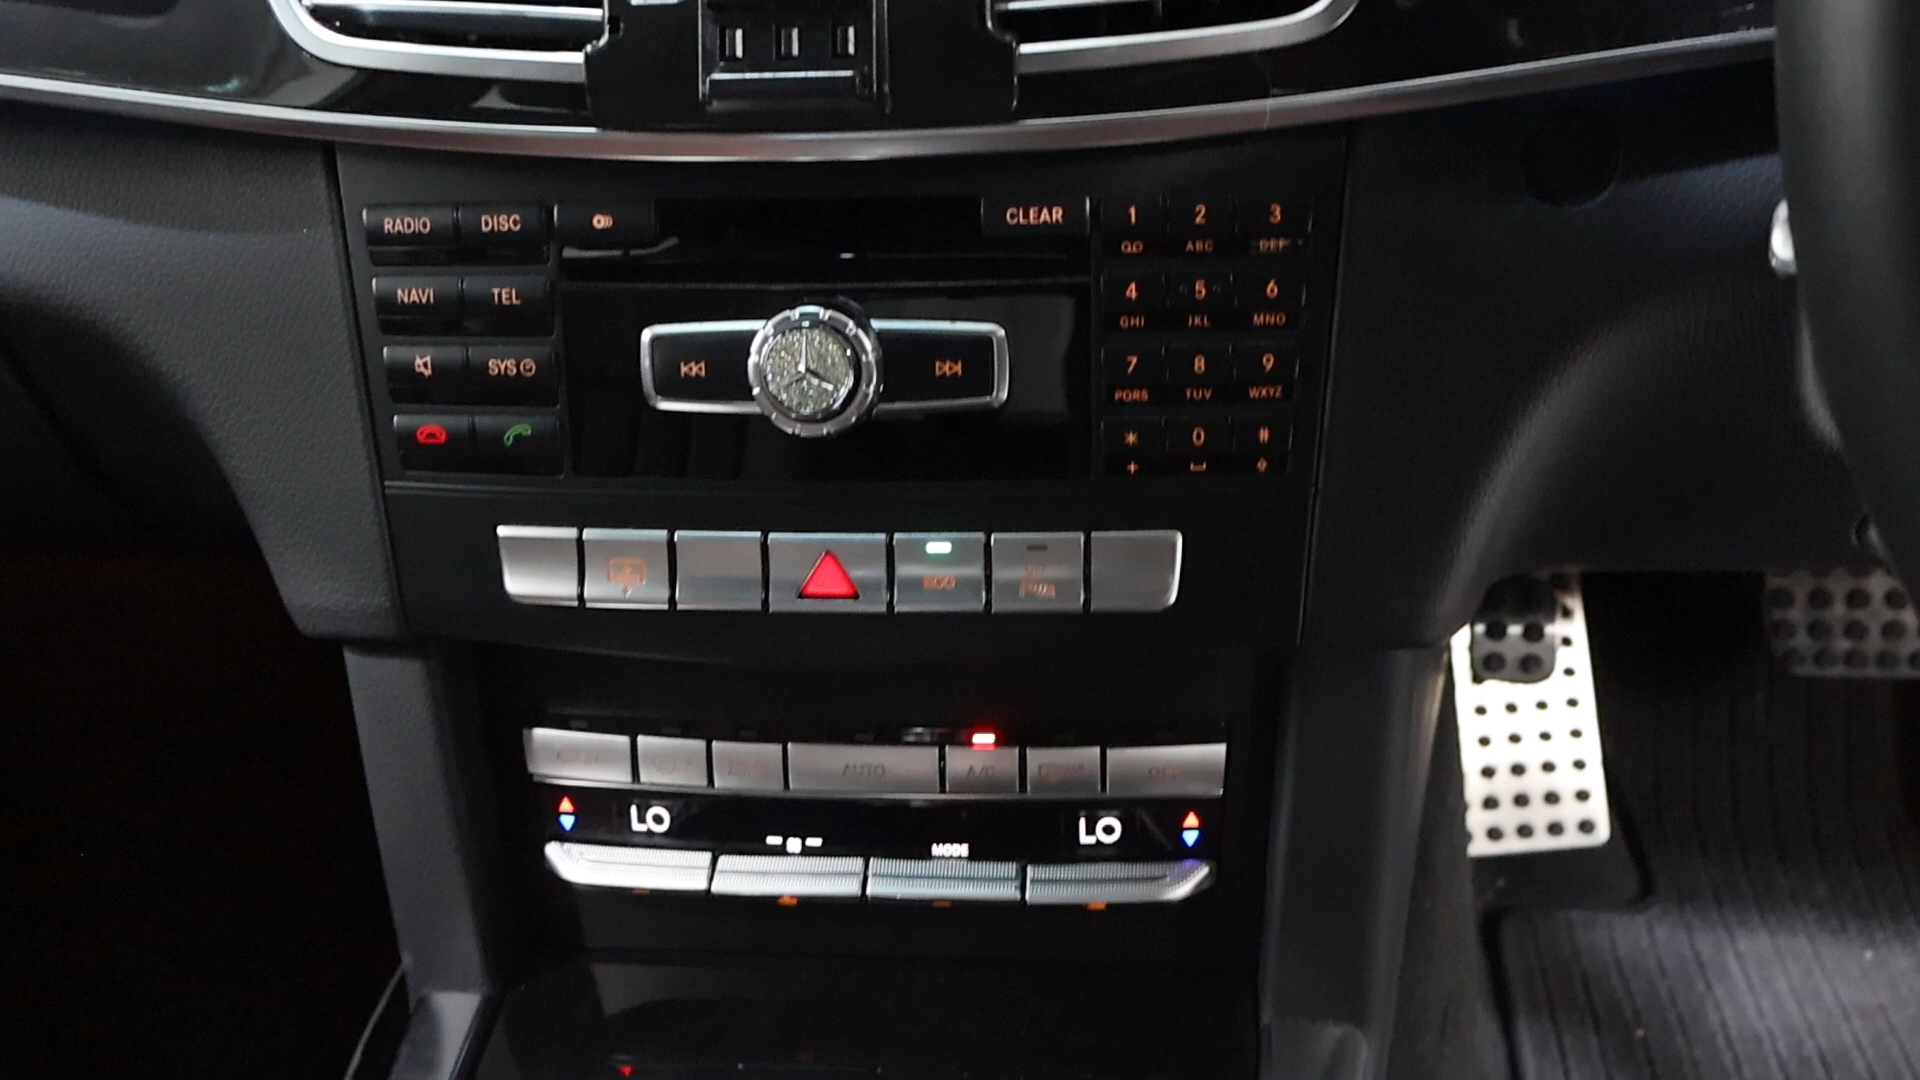 RADIO DISC CLEAR 1 2 3
ABC DEF
NAVI TEL 4 5 6
GHI JKL MNO
SYS 7 8 9
PQRS TUV WXYZ
* 0 #
+
ECO
AUTO A/C OFF
LO LO
MODE